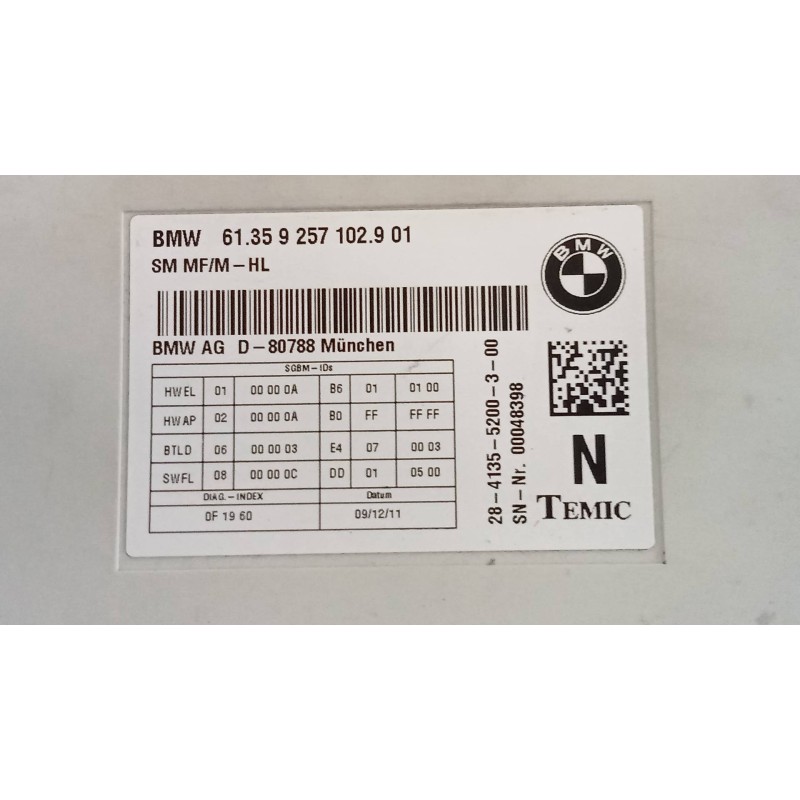 BMW 61.35 9 257 102.9 01
SM MF/M-HL
BMW
BMW AG D-80788 München
SGBM-IDs
HWEL 01 00 00 0A B6 01 01 00
HWAP 02 00 00 0A B0 FF FF FF
BTLD 06 00 00 03 E4 07 00 03
SWFL 08 00 00 0C DD 01 05 00
DIAG.-INDEX Datum
0F 19 60 09/12/11
28-4135-5200-3-00
SN-Nr. 00048398
N
TEMIC